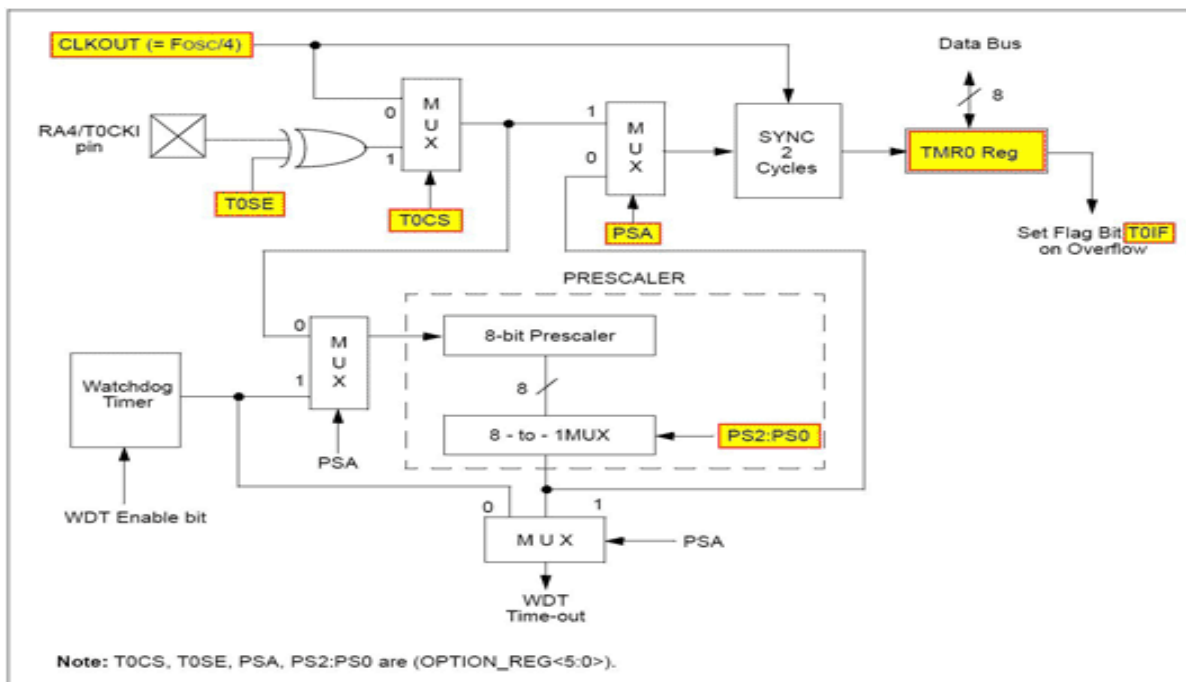 CLKOUT (= FOSC/4)
Data Bus
8
RA4/T0CKI
pin
0
1
M
U
X
T0SE
T0CS
1
0
M
U
X
PSA
SYNC
2
Cycles
TMR0 Reg
Set Flag Bit T0IF
on Overflow
PRESCALER
0
1
M
U
X
8-bit Prescaler
Watchdog
Timer
8
8 - to - 1MUX
PS2:PS0
PSA
WDT Enable bit
0
1
M U X
PSA
WDT
Time-out
Note: T0CS, T0SE, PSA, PS2:PS0 are (OPTION_REG<5:0>).